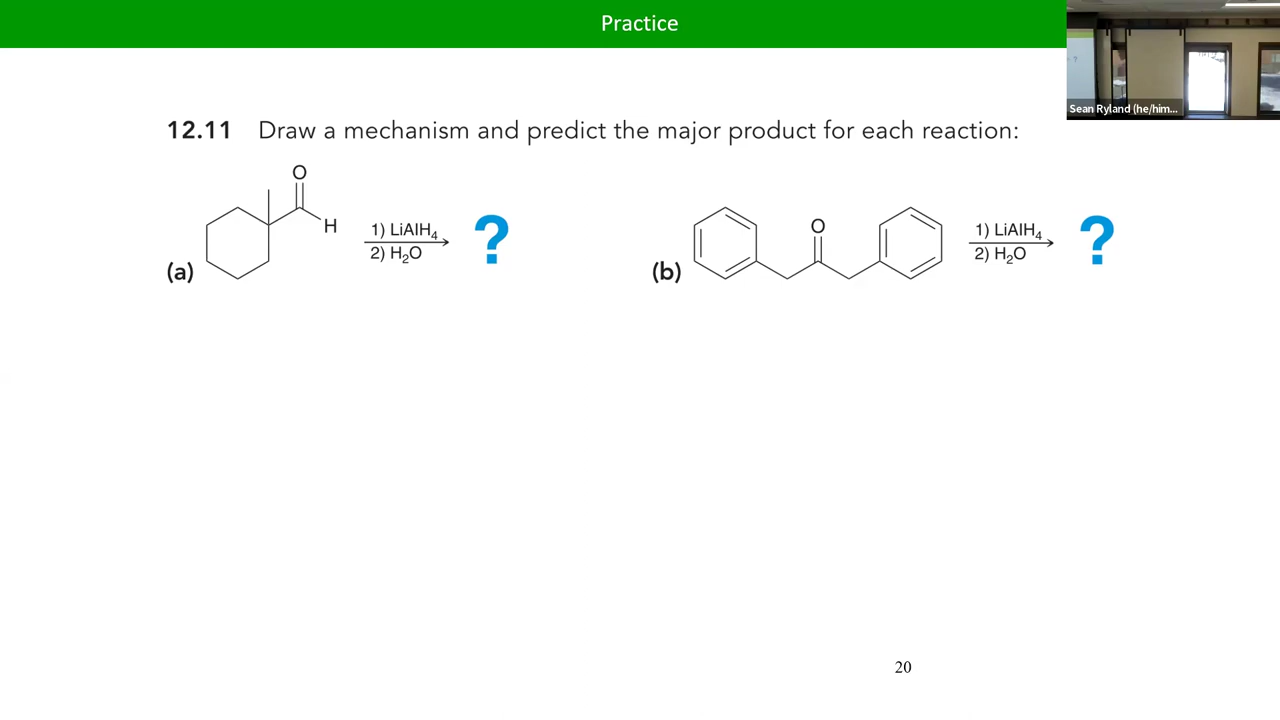 Practice
Sean Ryland (he/him...
12.11 Draw a mechanism and predict the major product for each reaction:
(a)
O
H
1) LiAlH4
2) H2O
?
(b)
O
1) LiAlH4
2) H2O
?
20